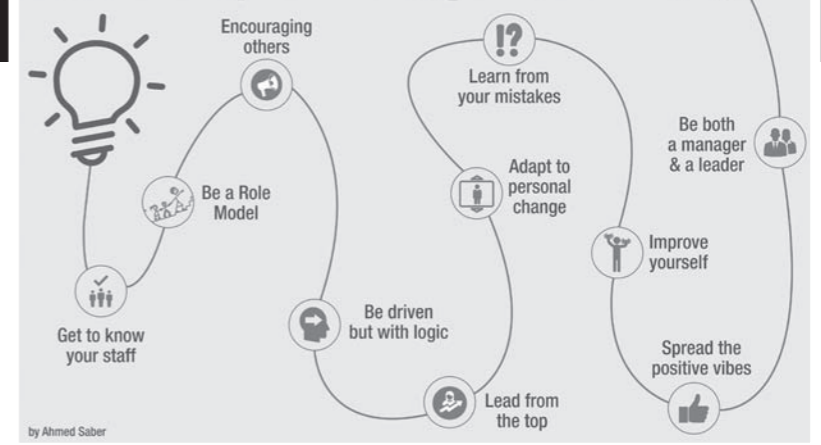 Get to know
your staff
Be a Role
Model
Encouraging
others
Be driven
but with logic
Lead from
the top
Adapt to
personal
change
!?
Learn from
your mistakes
Improve
yourself
Spread the
positive vibes
Be both
a manager
& a leader
by Ahmed Saber